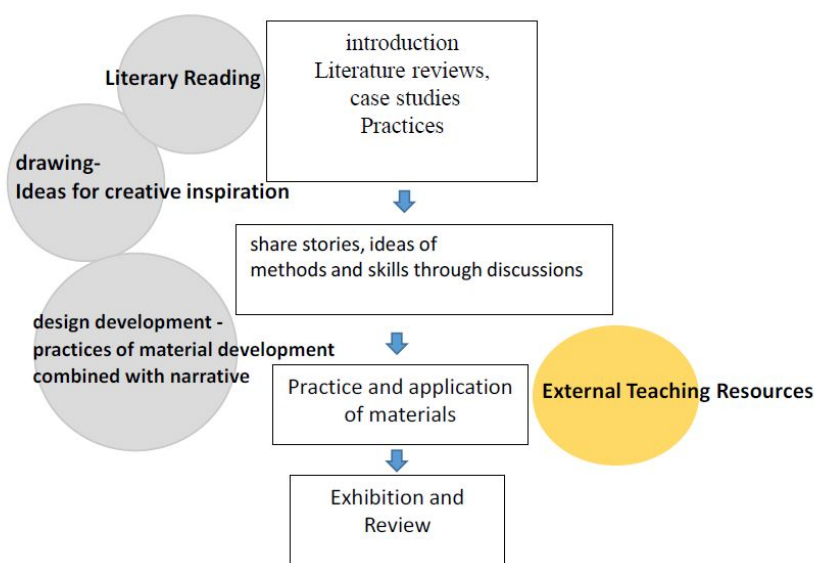 introduction
Literature reviews,
case studies
Practices
Literary Reading
drawing-
Ideas for creative inspiration
share stories, ideas of
methods and skills through discussions
design development -
practices of material development
combined with narrative
Practice and application
of materials
External Teaching Resources
Exhibition and
Review